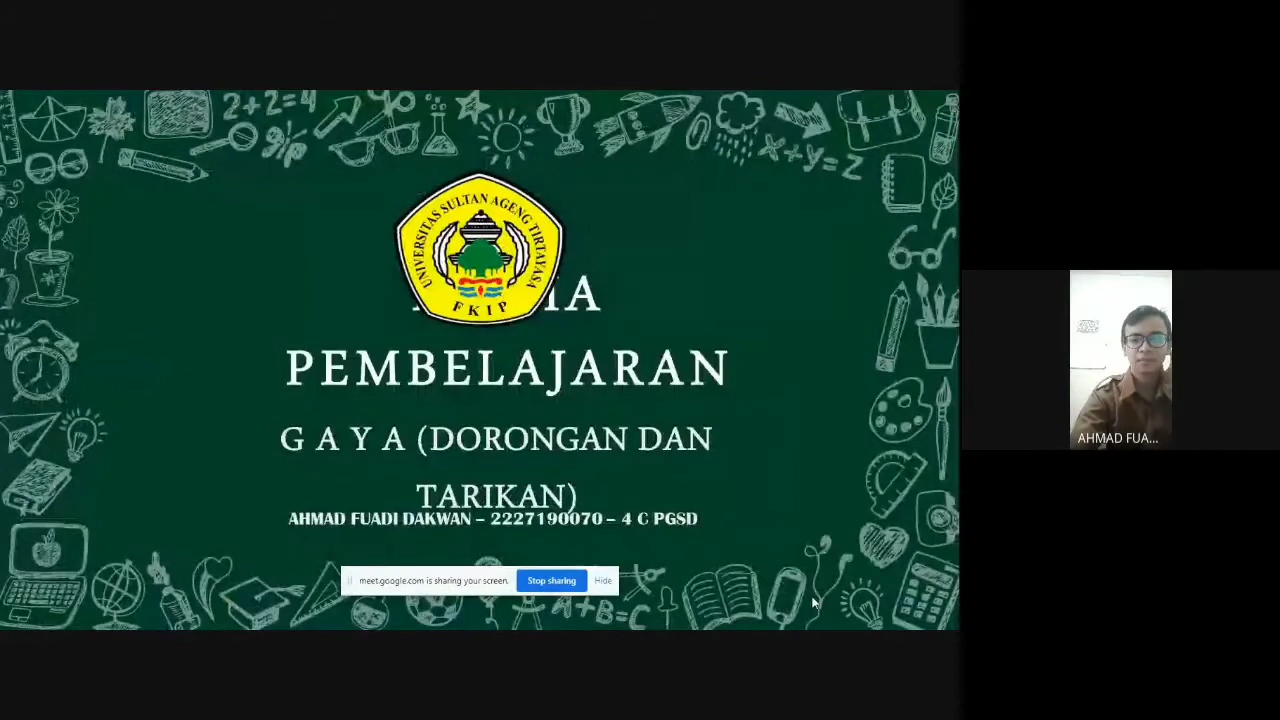 2+2=4
x+y=z
UNIVERSITAS SULTAN AGENG TIRTAYASA
FKIP
PEMBELAJARAN
GAYA (DORONGAN DAN
TARIKAN)
AHMAD FUADI DAKWAN – 2227190070 – 4 C PGSD
meet.google.com is sharing your screen. Stop sharing Hide
A+B=C
AHMAD FUA...